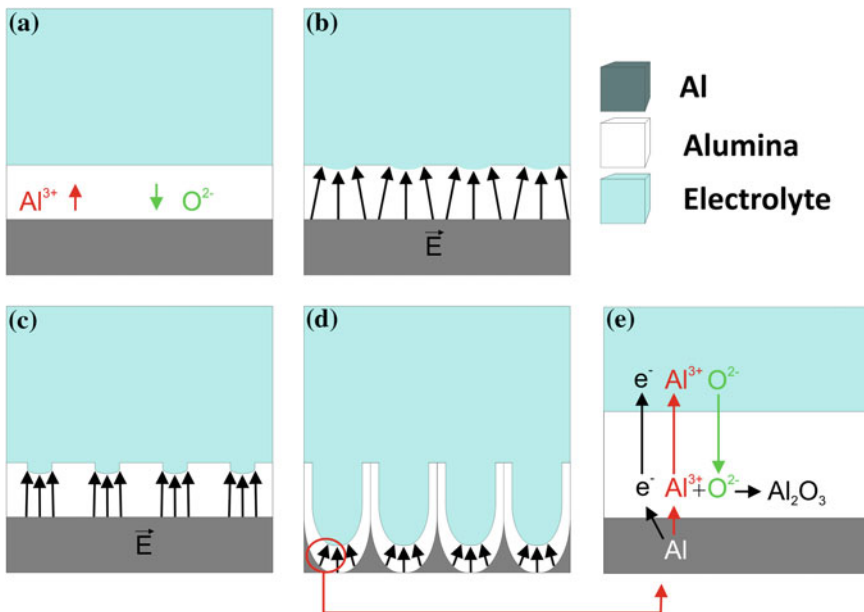 (a)
Al³⁺ O²⁻
(b)
E⃗
Al
Alumina
Electrolyte
(c)
E⃗
(d)
(e)
e⁻ Al³⁺ O²⁻
e⁻ Al³⁺+O²⁻ → Al₂O₃
Al